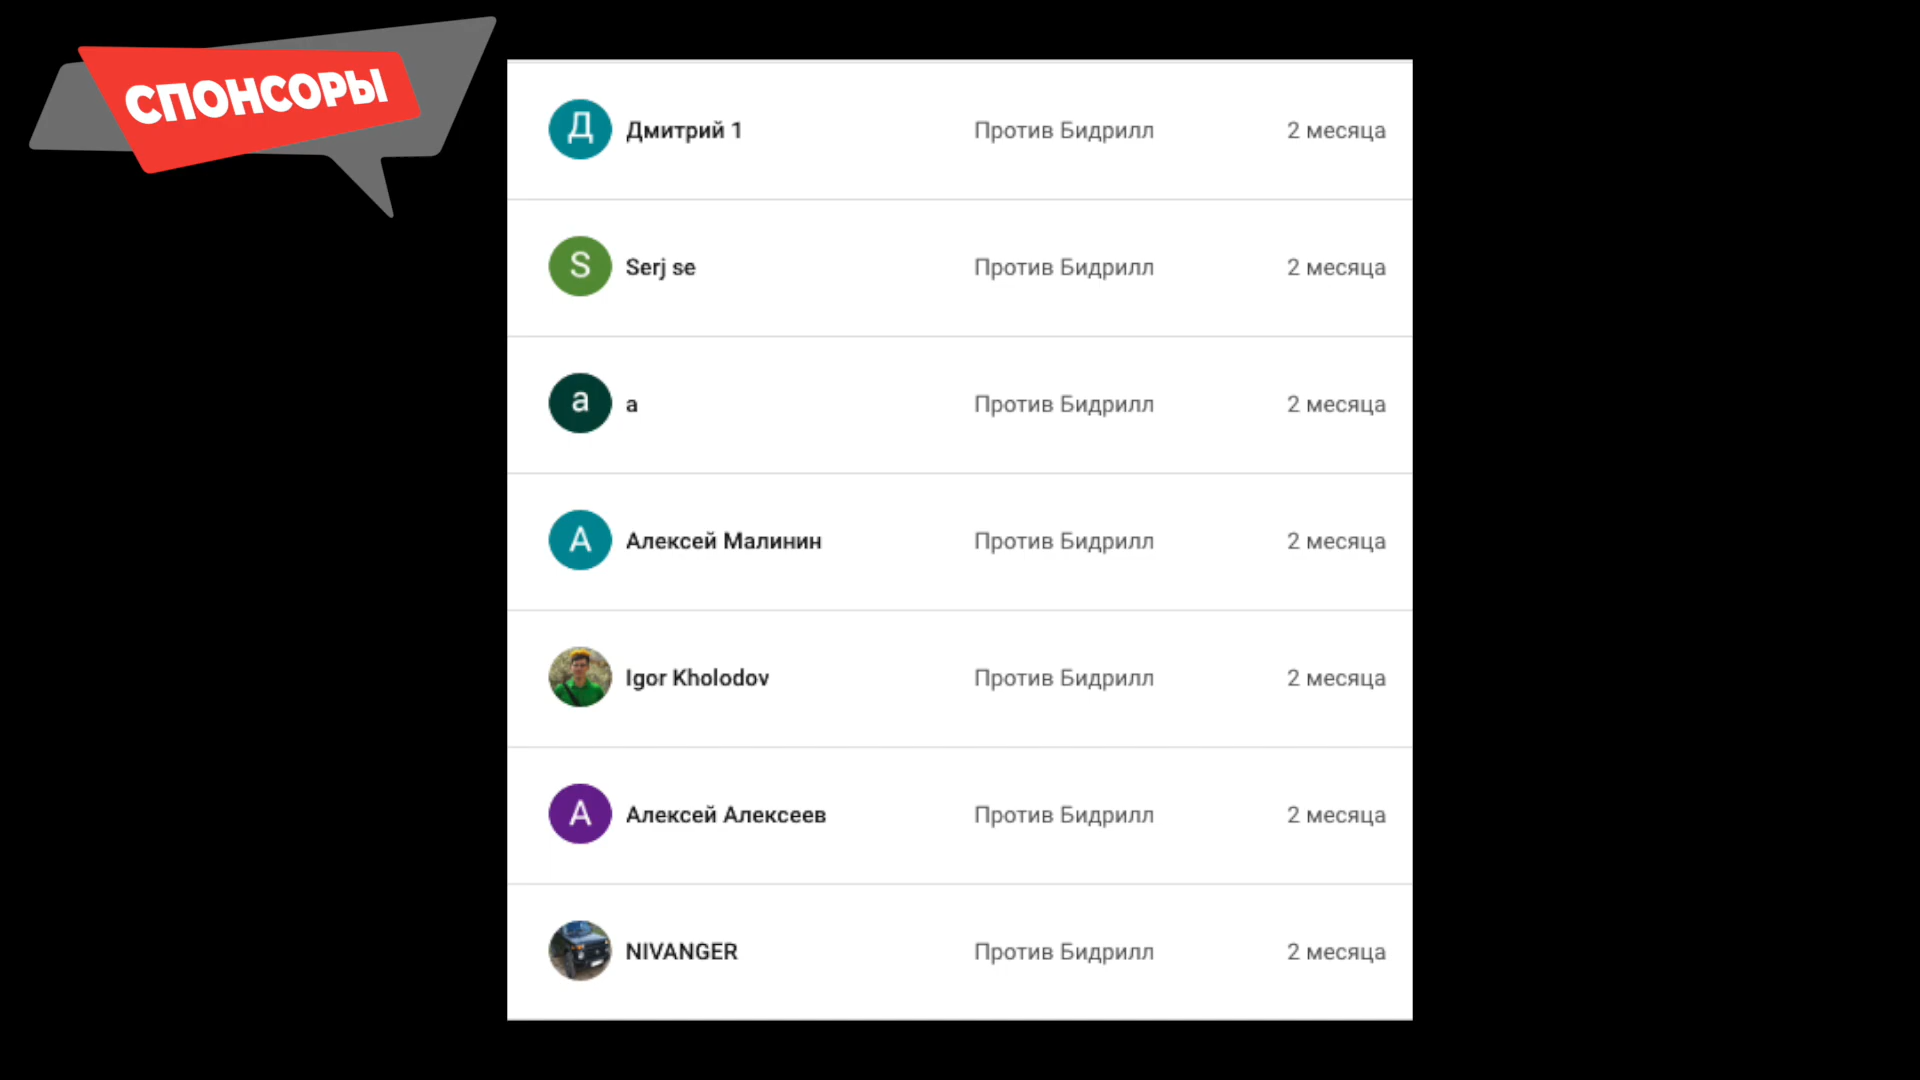 СПОНСОРЫ
Д Дмитрий 1 Против Бидрилл 2 месяца
S Serj se Против Бидрилл 2 месяца
a a Против Бидрилл 2 месяца
А Алексей Малинин Против Бидрилл 2 месяца
Igor Kholodov Против Бидрилл 2 месяца
А Алексей Алексеев Против Бидрилл 2 месяца
NIVANGER Против Бидрилл 2 месяца